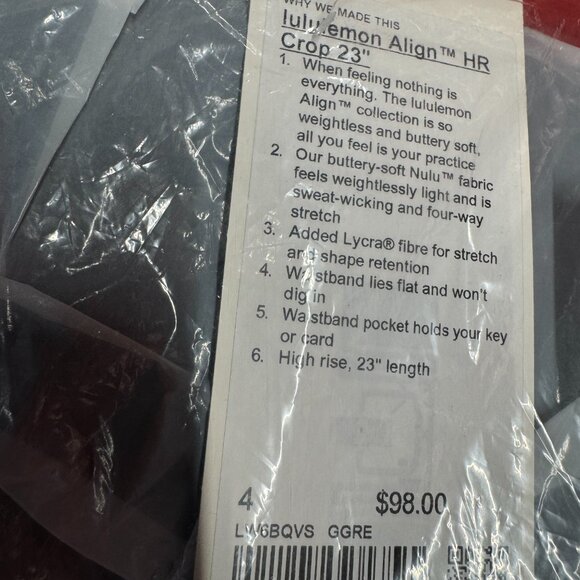 WHY WE MADE THIS
lululemon Align™ HR
Crop 23"
1. When feeling nothing is
everything. The lululemon
Align™ collection is so
weightless and buttery soft,
all you feel is your practice
2. Our buttery-soft Nulu™ fabric
feels weightlessly light and is
sweat-wicking and four-way
stretch
3. Added Lycra® fibre for stretch
and shape retention
4. Waistband lies flat and won't
dig in
5. Waistband pocket holds your key
or card
6. High rise, 23" length
4 $98.00
LW6BQVS GGRE